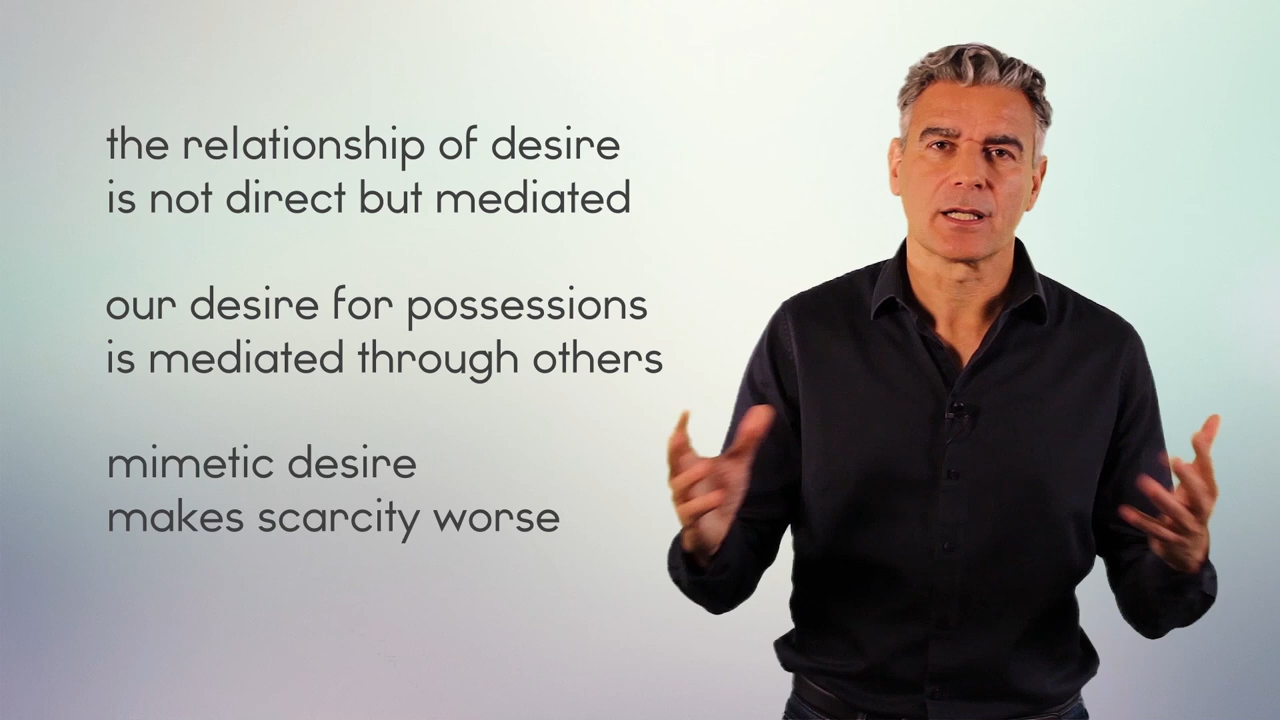 the relationship of desire
is not direct but mediated
our desire for possessions
is mediated through others
mimetic desire
makes scarcity worse